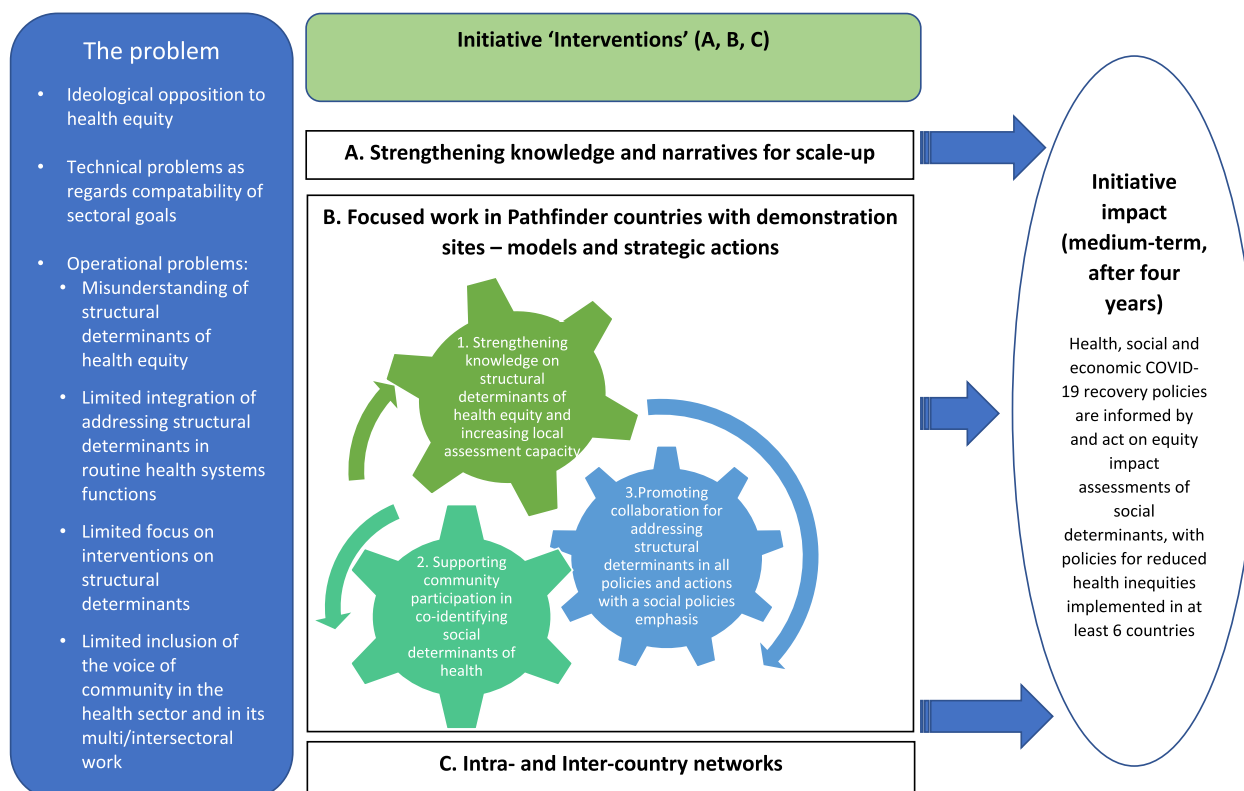 The problem
• Ideological opposition to
health equity
• Technical problems as
regards compatability of
sectoral goals
• Operational problems:
• Misunderstanding of
structural
determinants of
health equity
• Limited integration of
addressing structural
determinants in
routine health systems
functions
• Limited focus on
interventions on
structural
determinants
• Limited inclusion of
the voice of
community in the
health sector and in its
multi/intersectoral
work
Initiative ‘Interventions’ (A, B, C)
A. Strengthening knowledge and narratives for scale-up
B. Focused work in Pathfinder countries with demonstration
sites – models and strategic actions
1. Strengthening
knowledge on
structural
determinants of
health equity and
increasing local
assessment capacity
2. Supporting
community
participation in
co-identifying
social
determinants of
health
3.Promoting
collaboration for
addressing
structural
determinants in all
policies and actions
with a social policies
emphasis
C. Intra- and Inter-country networks
Initiative
impact
(medium-term,
after four
years)
Health, social and
economic COVID-
19 recovery policies
are informed by
and act on equity
impact
assessments of
social
determinants, with
policies for reduced
health inequities
implemented in at
least 6 countries